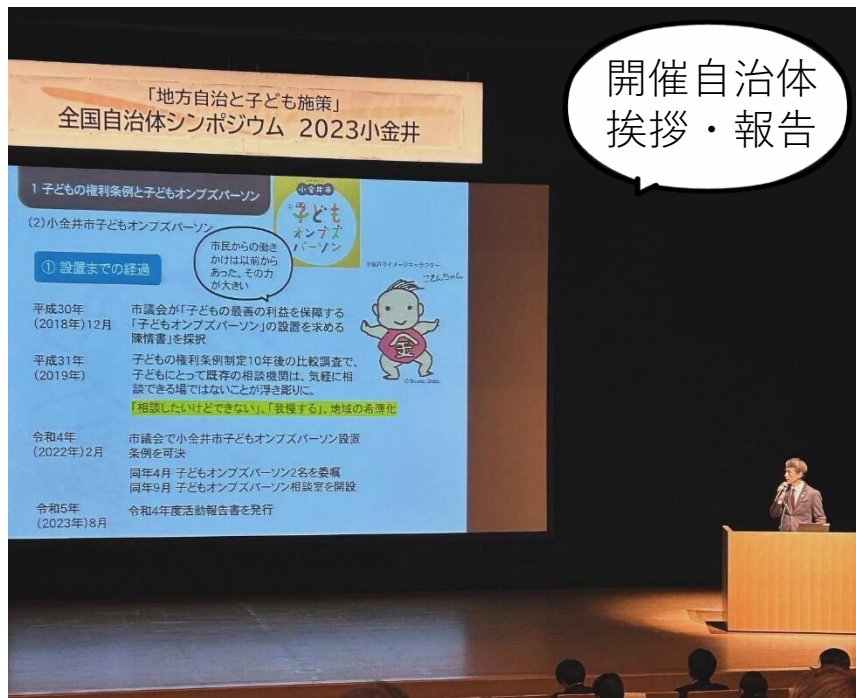 開催自治体
挨拶・報告
「地方自治と子ども施策」
全国自治体シンポジウム 2023小金井
1 子どもの権利条例と子どもオンブズパーソン
(2)小金井市子どもオンブズパーソン
小金井市
子ども
オンブズ
パーソン
市民からの働き
かけは以前から
あった。その力
が大きい
小金井市イメージキャラクター
こきんちゃん
① 設置までの経過
平成30年
(2018年)12月
市議会が「子どもの最善の利益を保障する
「子どもオンブズパーソン」の設置を求める
陳情書」を採択
金
平成31年
(2019年)
子どもの権利条例制定10年後の比較調査で、
子どもにとって既存の相談機関は、気軽に相
談できる場ではないことが浮き彫りに。
「相談したいけどできない」、「我慢する」、地域の希薄化
令和4年
(2022年)2月
市議会で小金井市子どもオンブズパーソン設置
条例を可決
同年4月 子どもオンブズパーソン2名を委嘱
同年9月 子どもオンブズパーソン相談室を開設
令和5年
(2023年)8月
令和4年度活動報告書を発行